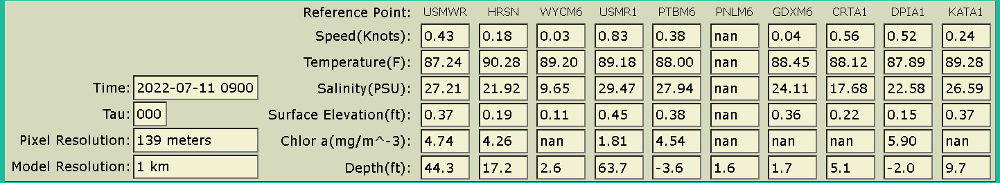 Reference Point: USMWR HRSN WYCM6 USMR1 PTBM6 PNLM6 GDXM6 CRTA1 DPIA1 KATA1
Speed(Knots): 0.43 0.18 0.03 0.83 0.38 nan 0.04 0.56 0.52 0.24
Temperature(F): 87.24 90.28 89.20 89.18 88.00 nan 88.45 88.12 87.89 89.28
Time: 2022-07-11 0900 Salinity(PSU): 27.21 21.92 9.65 29.47 27.94 nan 24.11 17.68 22.58 26.59
Tau: 000 Surface Elevation(ft): 0.37 0.19 0.11 0.45 0.38 nan 0.36 0.22 0.15 0.37
Pixel Resolution: 139 meters Chlor a(mg/m^-3): 4.74 4.26 nan 1.81 4.54 nan nan nan 5.90 nan
Model Resolution: 1 km Depth(ft): 44.3 17.2 2.6 63.7 -3.6 1.6 1.7 5.1 -2.0 9.7